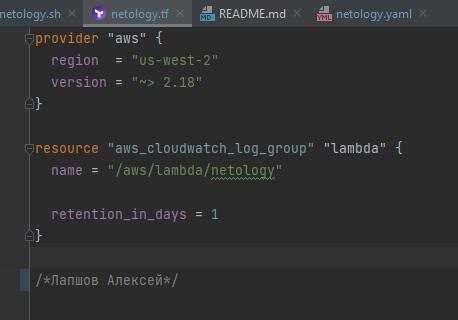 netology.sh netology.tf README.md netology.yaml
MD YML
provider "aws" {
region = "us-west-2"
version = "~> 2.18"
}
resource "aws_cloudwatch_log_group" "lambda" {
name = "/aws/lambda/netology"
retention_in_days = 1
}
/*Лапшов Алексей*/